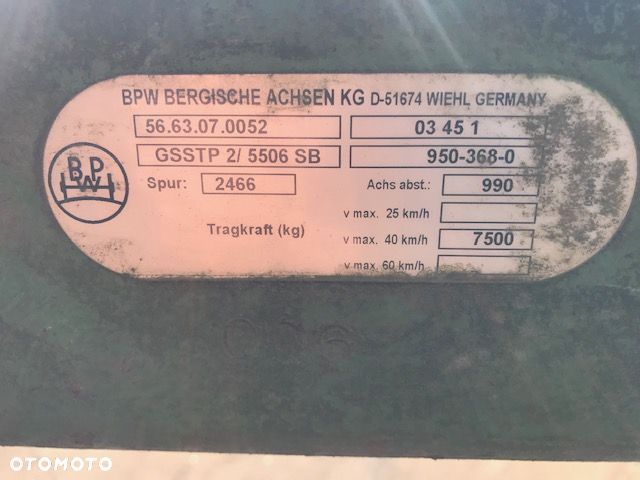 BPW BERGISCHE ACHSEN KG D-51674 WIEHL GERMANY
56.63.07.0052 03 45 1
GSSTP 2/ 5506 SB 950-368-0
BPW
Spur: 2466 Achs abst.: 990
v max. 25 km/h
Tragkraft (kg) v max. 40 km/h 7500
v max. 60 km/h
OTOMOTO